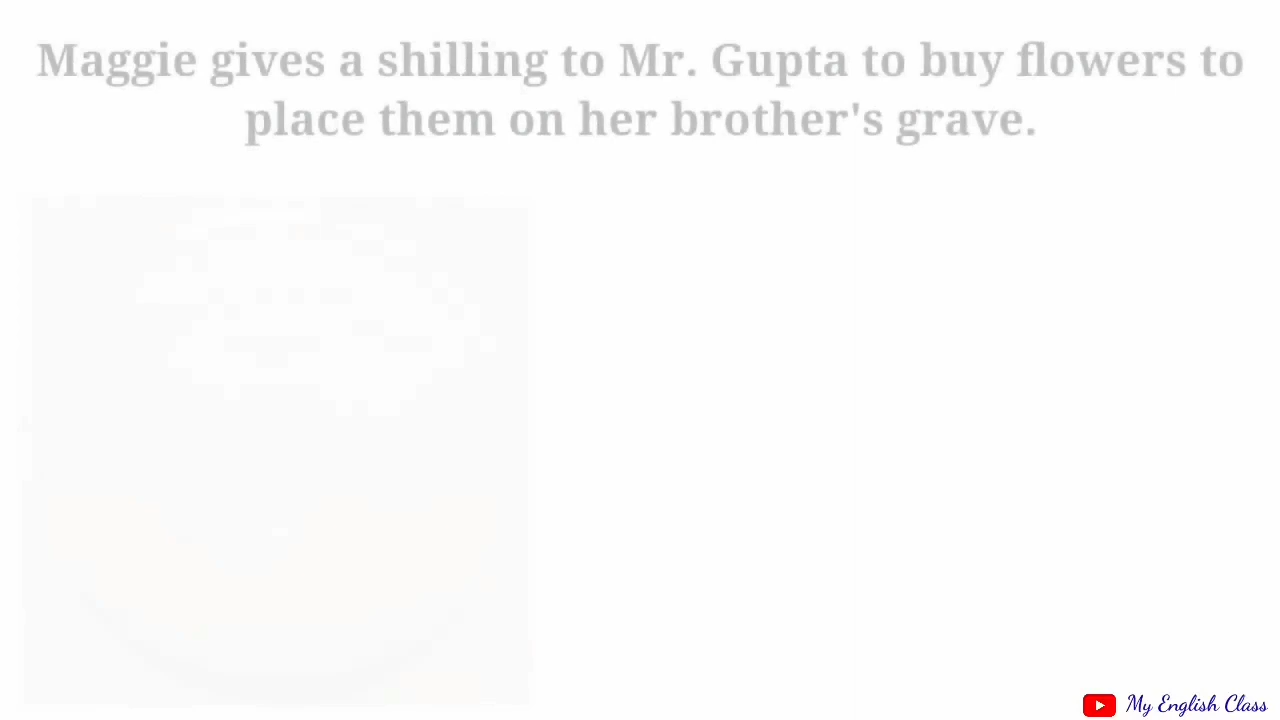 Maggie gives a shilling to Mr. Gupta to buy flowers to
place them on her brother's grave.
My English Class